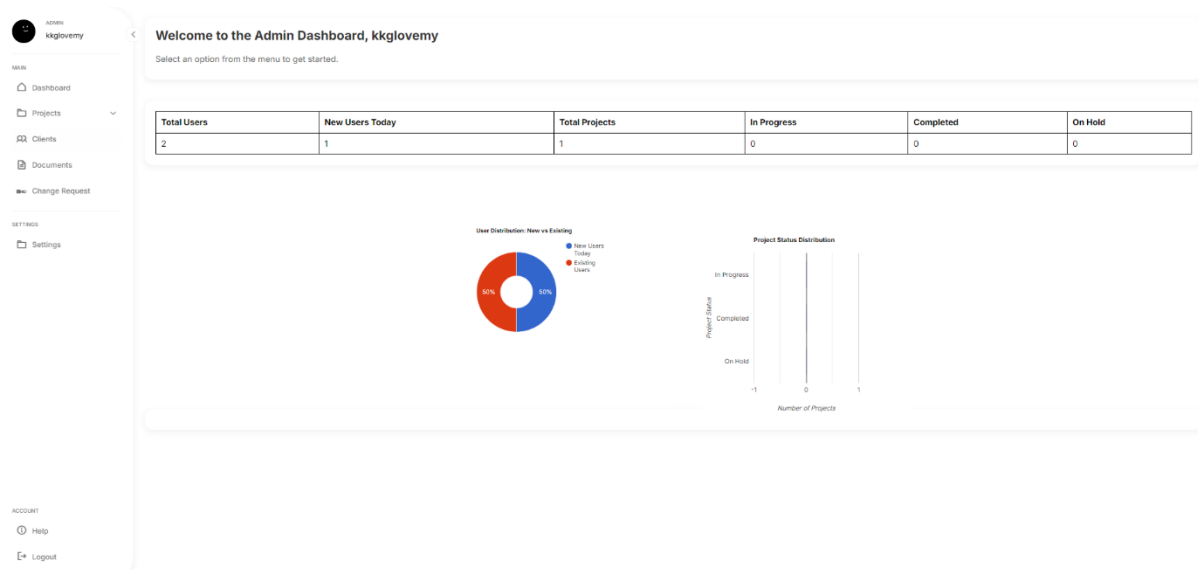 ADMIN
kkglovemy
MAIN
Dashboard
Projects
Clients
Documents
Change Request
SETTINGS
Settings
ACCOUNT
Help
Logout
Welcome to the Admin Dashboard, kkglovemy
Select an option from the menu to get started.
Total Users New Users Today Total Projects In Progress Completed On Hold
2 1 1 0 0 0
User Distribution: New vs Existing
New Users
Today
Existing
Users
50% 50%
Project Status Distribution
Project Status
In Progress
Completed
On Hold
-1 0 1
Number of Projects